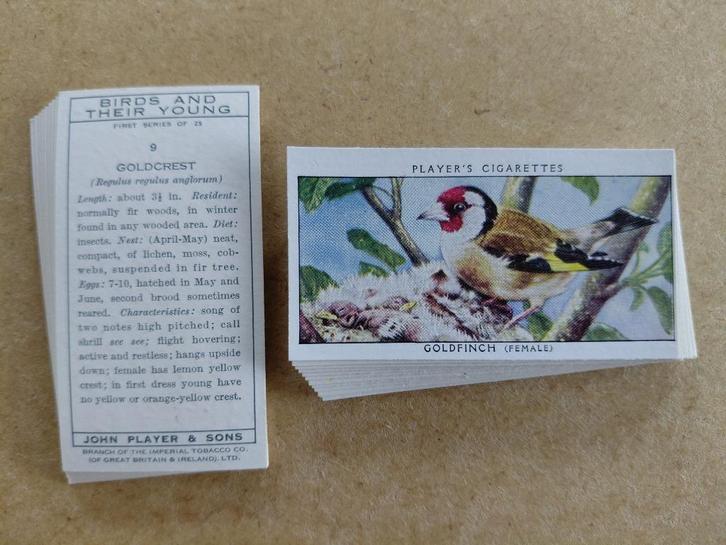 BIRDS AND
THEIR YOUNG
FIRST SERIES OF 25
9
GOLDCREST
(Regulus regulus anglorum)
Length: about 3½ in. Resident:
normally fir woods, in winter
found in any wooded area. Diet:
insects. Nest: (April-May) neat,
compact, of lichen, moss, cob-
webs, suspended in fir tree.
Eggs: 7-10, hatched in May and
June, second brood sometimes
reared. Characteristics: song of
two notes high pitched; call
shrill see see; flight hovering;
active and restless; hangs upside
down; female has lemon yellow
crest; in first dress young have
no yellow or orange-yellow crest.
JOHN PLAYER & SONS
BRANCH OF THE IMPERIAL TOBACCO CO.
(OF GREAT BRITAIN & IRELAND), LTD.
PLAYER'S CIGARETTES
GOLDFINCH (FEMALE)